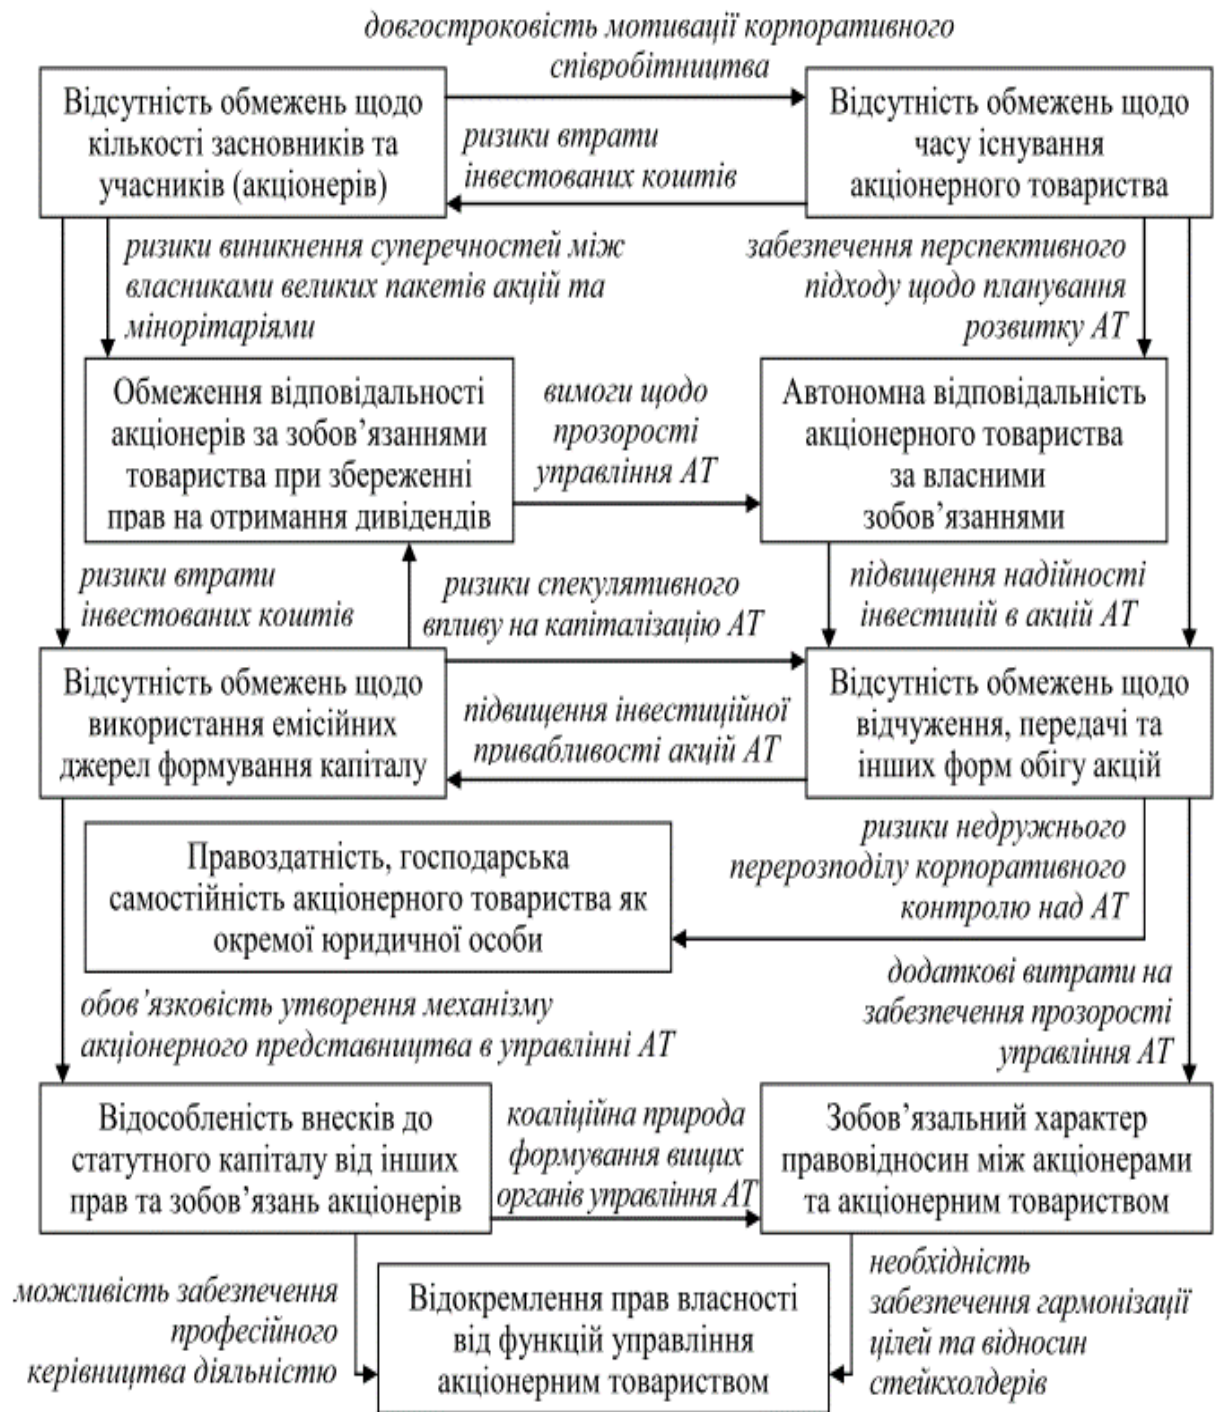 довгостроковість мотивації корпоративного
співробітництва
Відсутність обмежень щодо
кількості засновників та
учасників (акціонерів)
ризики втрати
інвестованих коштів
Відсутність обмежень щодо
часу існування
акціонерного товариства
ризики виникнення суперечностей між
власниками великих пакетів акцій та
мінорітаріями
забезпечення перспективного
підходу щодо планування
розвитку АТ
Обмеження відповідальності
акціонерів за зобов’язаннями
товариства при збереженні
прав на отримання дивідендів
вимоги щодо
прозорості
управління АТ
Автономна відповідальність
акціонерного товариства
за власними
зобов’язаннями
ризики втрати
інвестованих коштів
ризики спекулятивного
впливу на капіталізацію АТ
підвищення надійності
інвестицій в акцій АТ
Відсутність обмежень щодо
використання емісійних
джерел формування капіталу
підвищення інвестиційної
привабливості акцій АТ
Відсутність обмежень щодо
відчуження, передачі та
інших форм обігу акцій
Правоздатність, господарська
самостійність акціонерного товариства як
окремої юридичної особи
ризики недружнього
перерозподілу корпоративного
контролю над АТ
обов’язковість утворення механізму
акціонерного представництва в управлінні АТ
додаткові витрати на
забезпечення прозорості
управління АТ
Відособленість внесків до
статутного капіталу від інших
прав та зобов’язань акціонерів
коаліційна природа
формування вищих
органів управління АТ
Зобов’язальний характер
правовідносин між акціонерами
та акціонерним товариством
можливість забезпечення
професійного
керівництва діяльністю
Відокремлення прав власності
від функцій управління
акціонерним товариством
необхідність
забезпечення гармонізації
цілей та відносин
стейкхолдерів